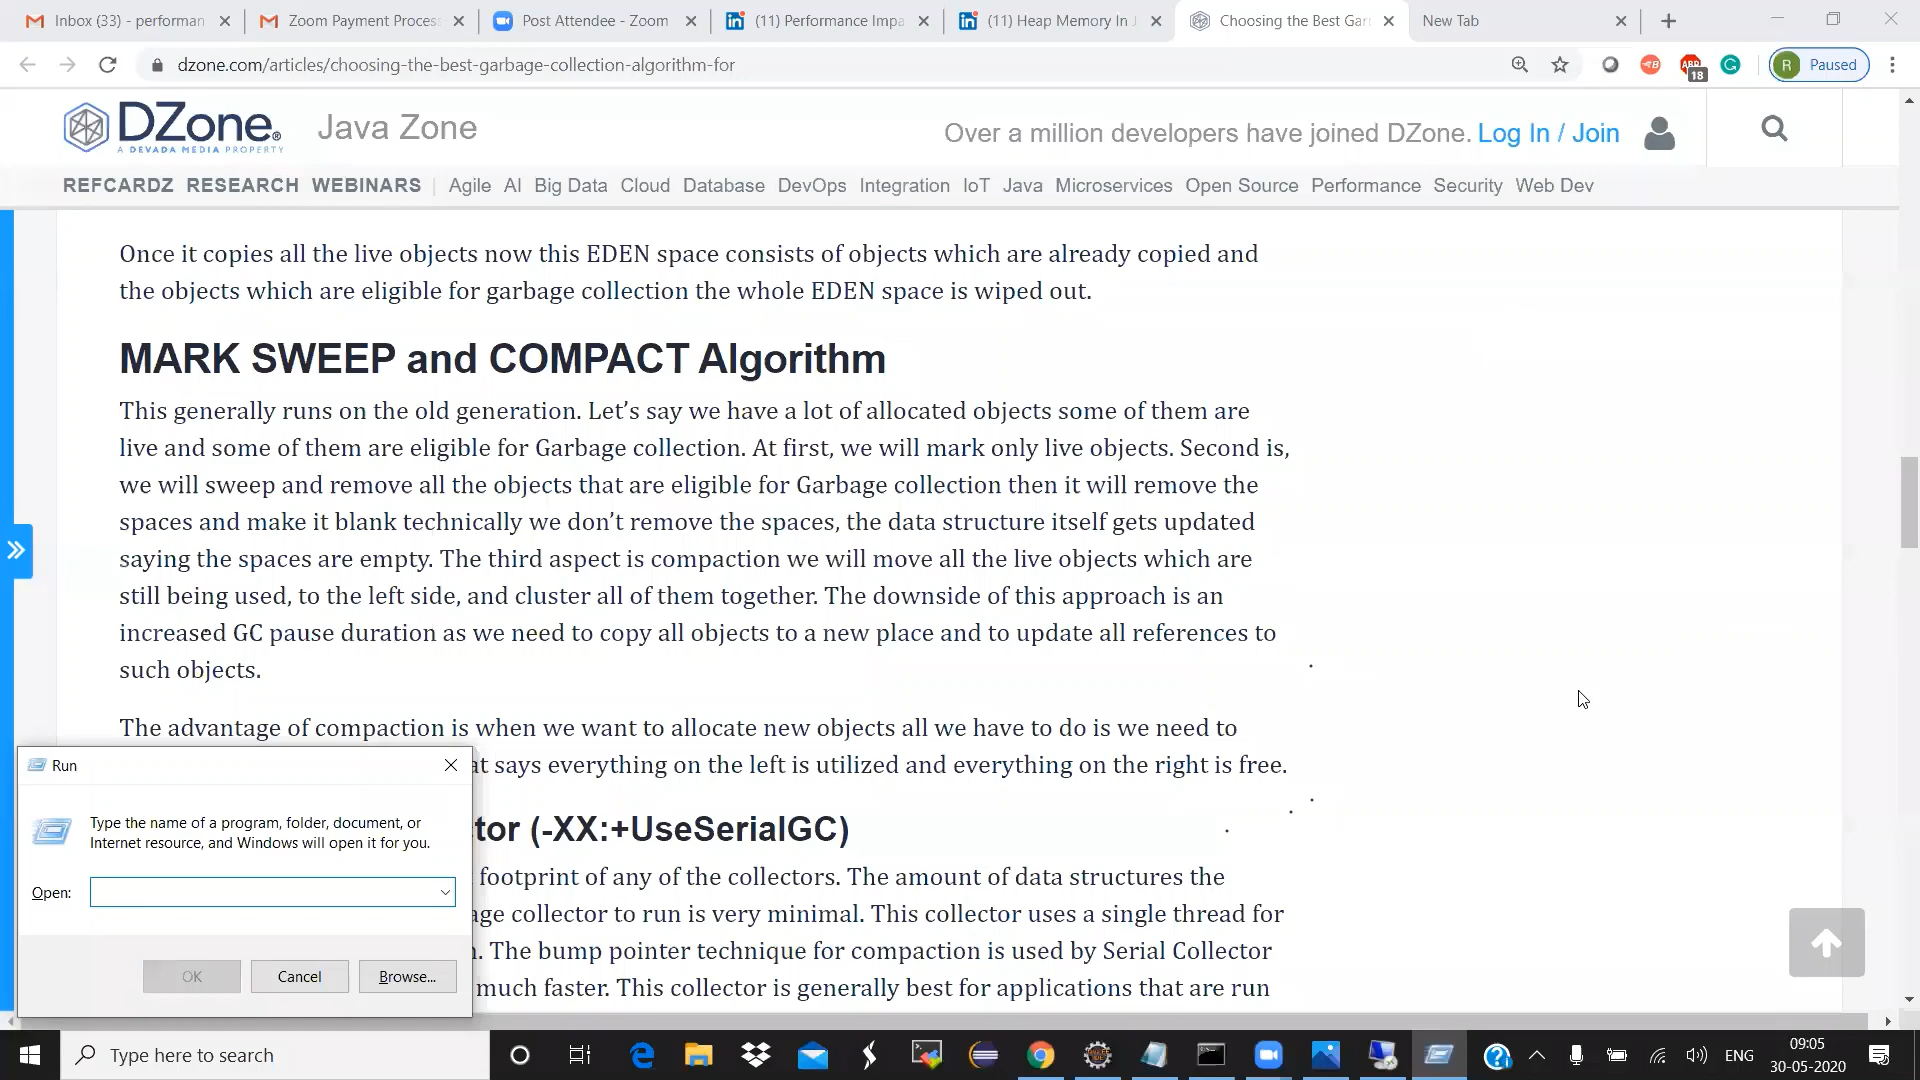 Inbox (33) - performan
Zoom Payment Process
Post Attendee - Zoom
(11) Performance Impa
(11) Heap Memory In J
Choosing the Best Gar
New Tab
dzone.com/articles/choosing-the-best-garbage-collection-algorithm-for
ABP
18
R Paused
DZone.
A DEVADA MEDIA PROPERTY
Java Zone
Over a million developers have joined DZone. Log In / Join
REFCARDZ RESEARCH WEBINARS | Agile AI Big Data Cloud Database DevOps Integration IoT Java Microservices Open Source Performance Security Web Dev
Once it copies all the live objects now this EDEN space consists of objects which are already copied and
the objects which are eligible for garbage collection the whole EDEN space is wiped out.
MARK SWEEP and COMPACT Algorithm
This generally runs on the old generation. Let’s say we have a lot of allocated objects some of them are
live and some of them are eligible for Garbage collection. At first, we will mark only live objects. Second is,
we will sweep and remove all the objects that are eligible for Garbage collection then it will remove the
spaces and make it blank technically we don’t remove the spaces, the data structure itself gets updated
saying the spaces are empty. The third aspect is compaction we will move all the live objects which are
still being used, to the left side, and cluster all of them together. The downside of this approach is an
increased GC pause duration as we need to copy all objects to a new place and to update all references to
such objects.
The advantage of compaction is when we want to allocate new objects all we have to do is we need to
at says everything on the left is utilized and everything on the right is free.
tor (-XX:+UseSerialGC)
footprint of any of the collectors. The amount of data structures the
age collector to run is very minimal. This collector uses a single thread for
. The bump pointer technique for compaction is used by Serial Collector
much faster. This collector is generally best for applications that are run
Run
Type the name of a program, folder, document, or
Internet resource, and Windows will open it for you.
Open:
OK
Cancel
Browse...
Type here to search
ENG
09:05
30-05-2020